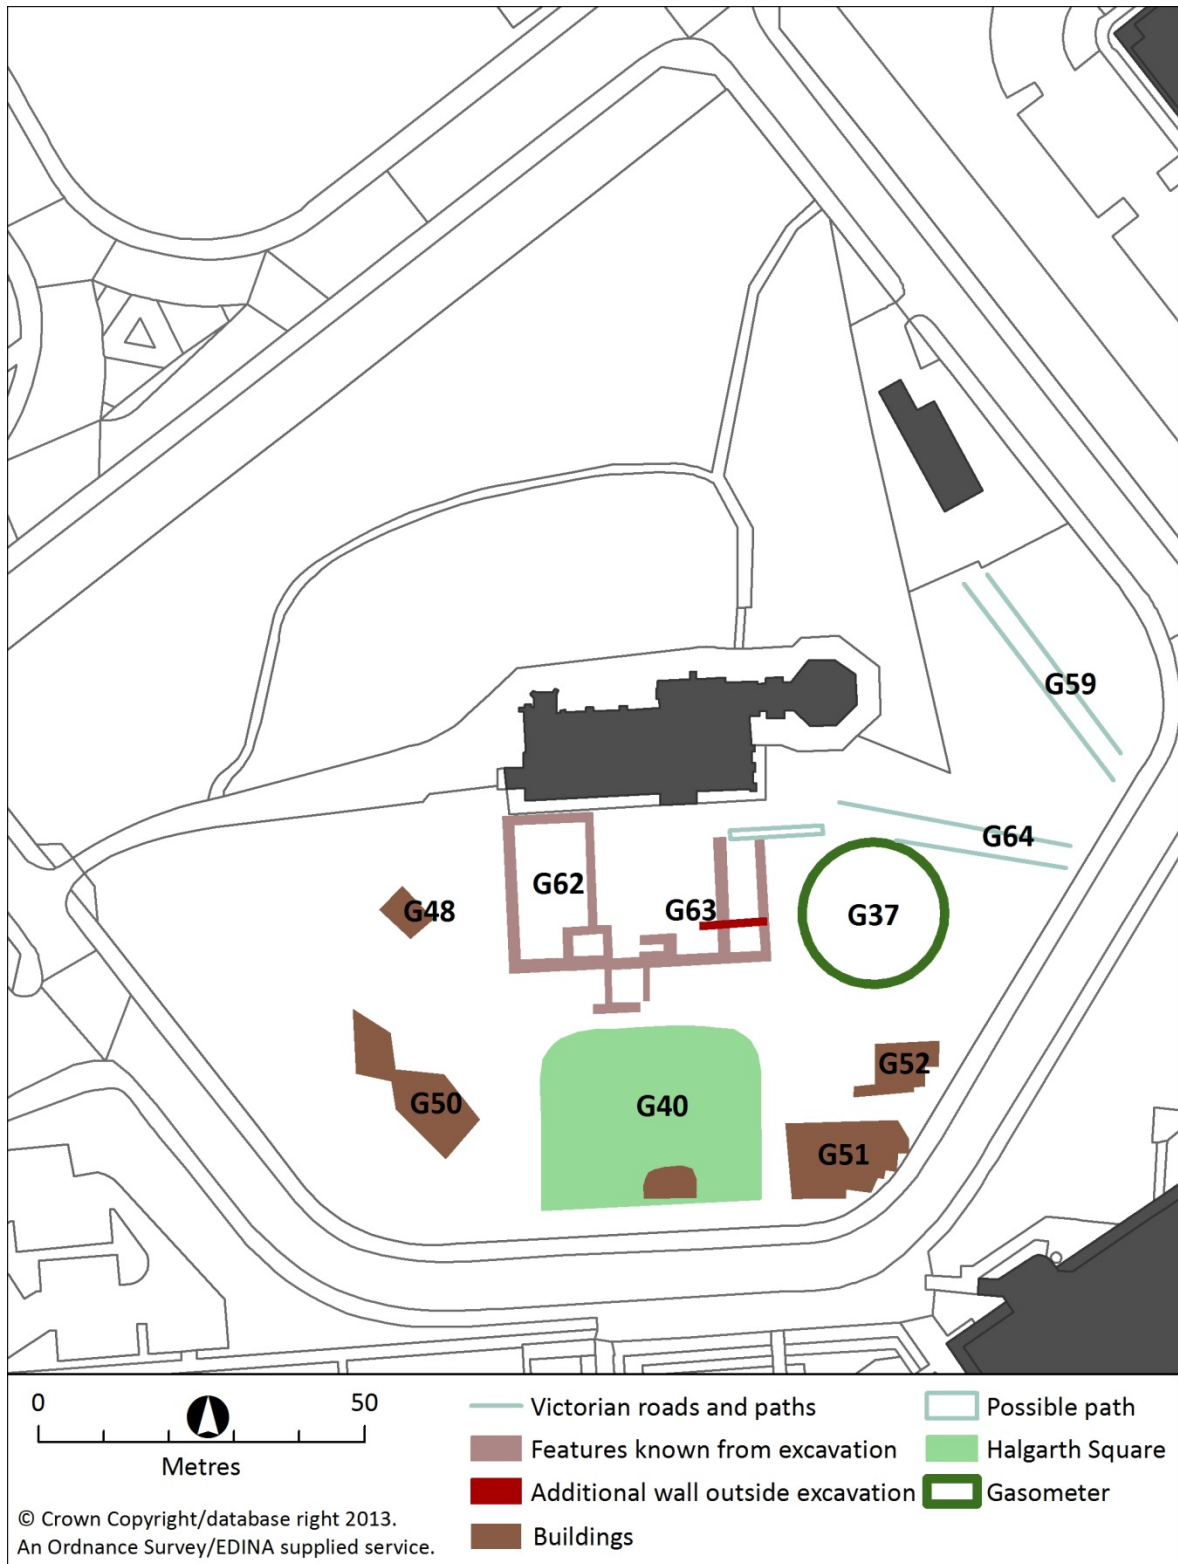 G59
G64
G62
G48
G63
G37
G52
G50
G40
G51
0 50
Metres
© Crown Copyright/database right 2013.
An Ordnance Survey/EDINA supplied service.
Victorian roads and paths
Features known from excavation
Additional wall outside excavation
Buildings
Possible path
Halgarth Square
Gasometer